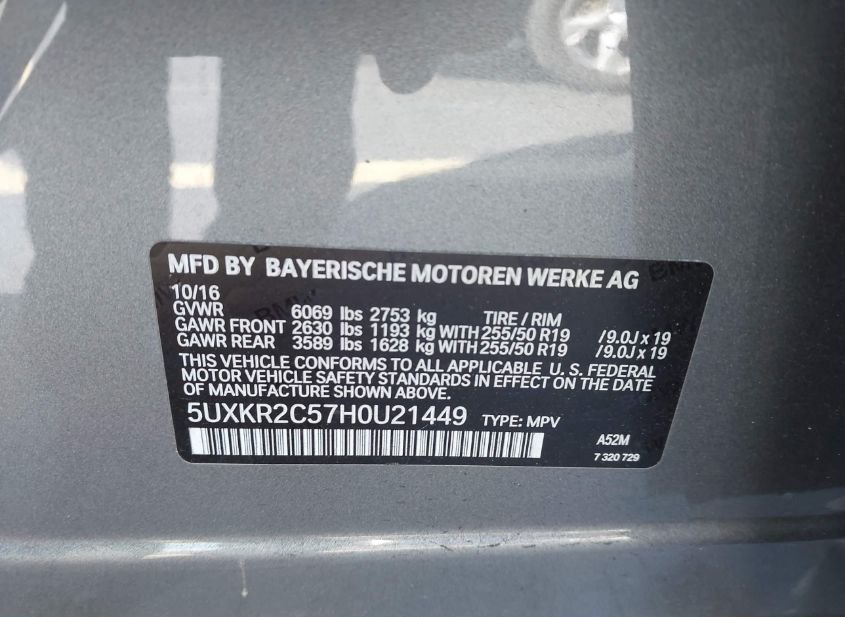 MFD BY BAYERISCHE MOTOREN WERKE AG
10/16
GVWR 6069 lbs 2753 kg TIRE / RIM
GAWR FRONT 2630 lbs 1193 kg WITH 255/50 R19 /9.0J x 19
GAWR REAR 3589 lbs 1628 kg WITH 255/50 R19 /9.0J x 19
THIS VEHICLE CONFORMS TO ALL APPLICABLE U. S. FEDERAL
MOTOR VEHICLE SAFETY STANDARDS IN EFFECT ON THE DATE
OF MANUFACTURE SHOWN ABOVE.
5UXKR2C57H0U21449 TYPE: MPV
A52M
7 320 729